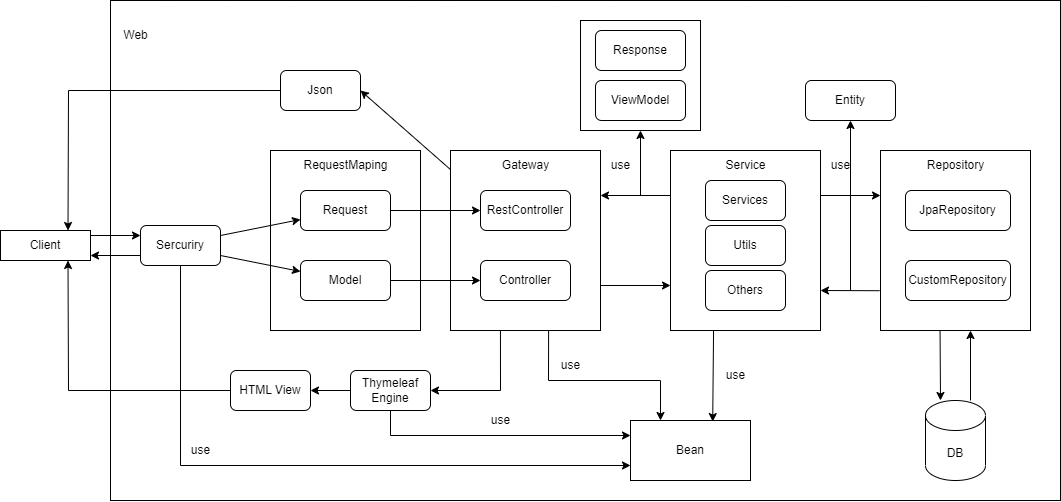 Web
Response
ViewModel
Json
Entity
RequestMaping
Gateway
use
Service
use
Repository
Request
RestController
Services
JpaRepository
Client
Sercuriry
Utils
Model
Controller
Others
CustomRepository
use
use
HTML View
Thymeleaf
Engine
use
use
Bean
DB